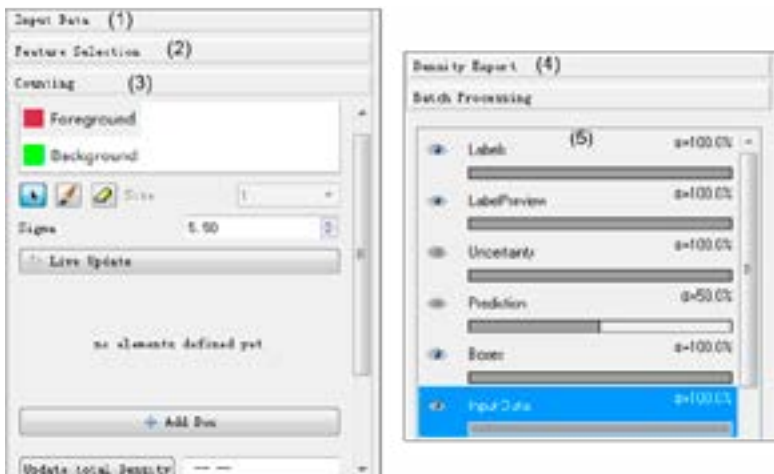 Input Data (1)
Feature Selection (2)
Counting (3)
Foreground
Background
Size 1
Sigma 5.50
Live Update
no elements defined yet
Add Box
Update total Density -- --
Density Export (4)
Batch Processing
(5)
Labels α=100.0%
LabelPreview α=100.0%
Uncertainty α=100.0%
Prediction α=50.0%
Boxes α=100.0%
InputData α=100.0%